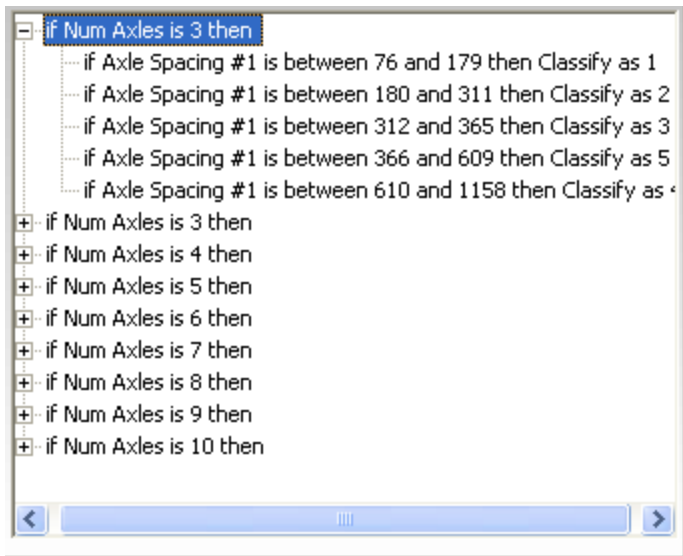 if Num Axles is 3 then
if Axle Spacing #1 is between 76 and 179 then Classify as 1
if Axle Spacing #1 is between 180 and 311 then Classify as 2
if Axle Spacing #1 is between 312 and 365 then Classify as 3
if Axle Spacing #1 is between 366 and 609 then Classify as 5
if Axle Spacing #1 is between 610 and 1158 then Classify as
if Num Axles is 3 then
if Num Axles is 4 then
if Num Axles is 5 then
if Num Axles is 6 then
if Num Axles is 7 then
if Num Axles is 8 then
if Num Axles is 9 then
if Num Axles is 10 then